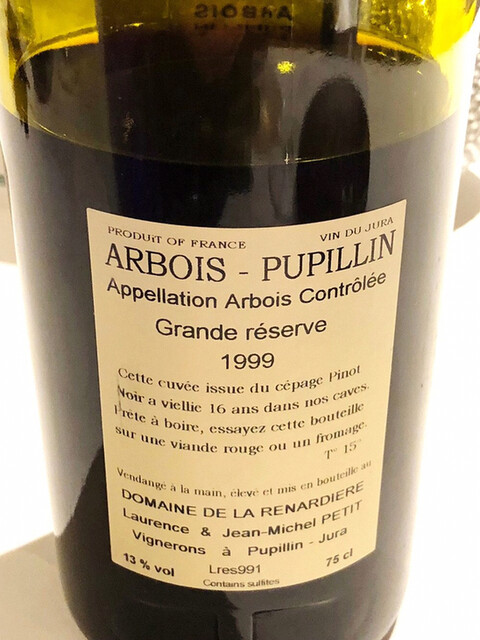 ARBOIS
PRODUiT OF FRANCE VIN DU JURA
ARBOIS - PUPILLIN
Appellation Arbois Contrôlée
Grande réserve
1999
Cette cuvée issue du cépage Pinot
Noir a viellie 16 ans dans nos caves.
Prête à boire, essayez cette bouteille
sur une viande rouge ou un fromage.
T° 15°
Vendangé à la main, élevé et mis en bouteille au
DOMAINE DE LA RENARDIERE
Laurence & Jean-Michel PETIT
Vignerons à Pupillin - Jura
13 % vol Lres991 75 cl
Contains sulfites